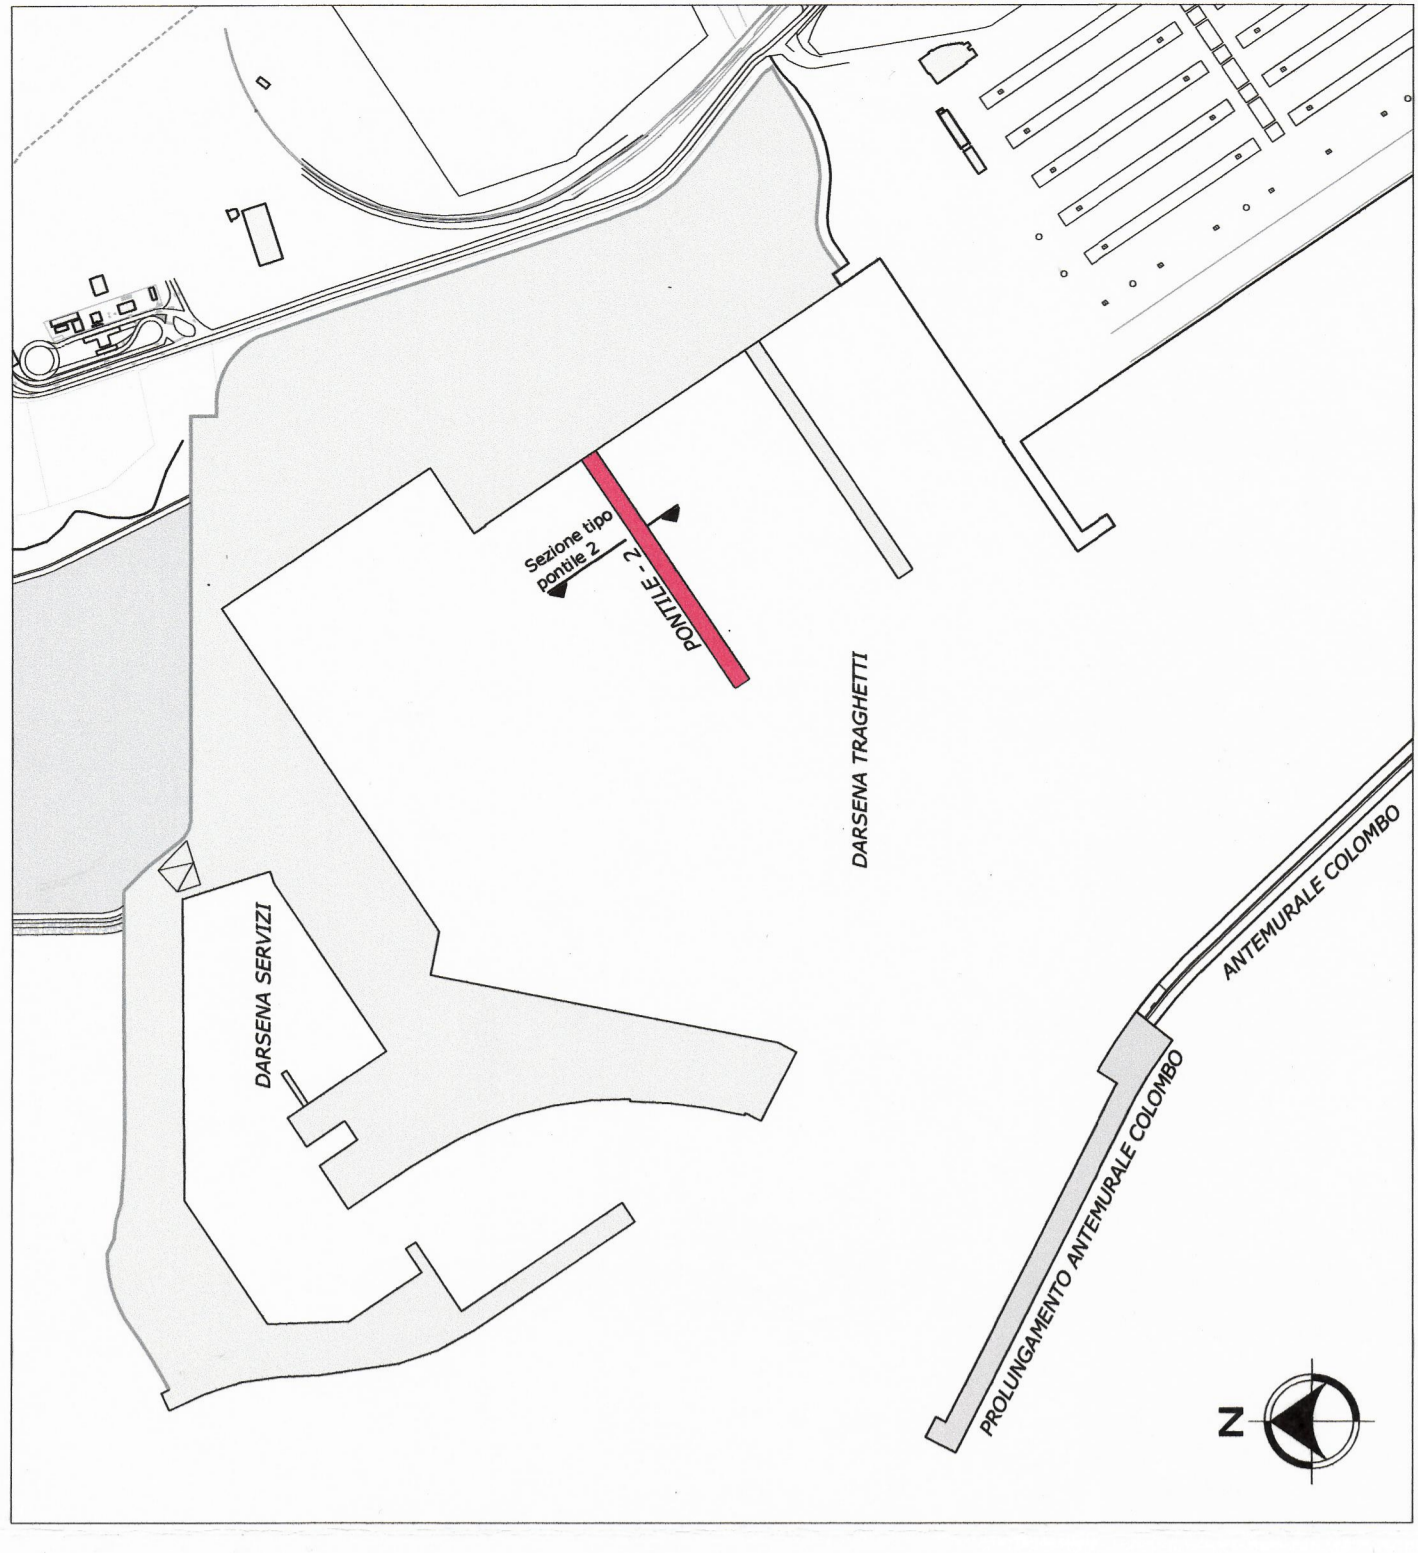 Sezione tipo
pontile 2
PONTILE - 2
DARSENA TRAGHETTI
DARSENA SERVIZI
ANTEMURALE COLOMBO
PROLUNGAMENTO ANTEMURALE COLOMBO
N